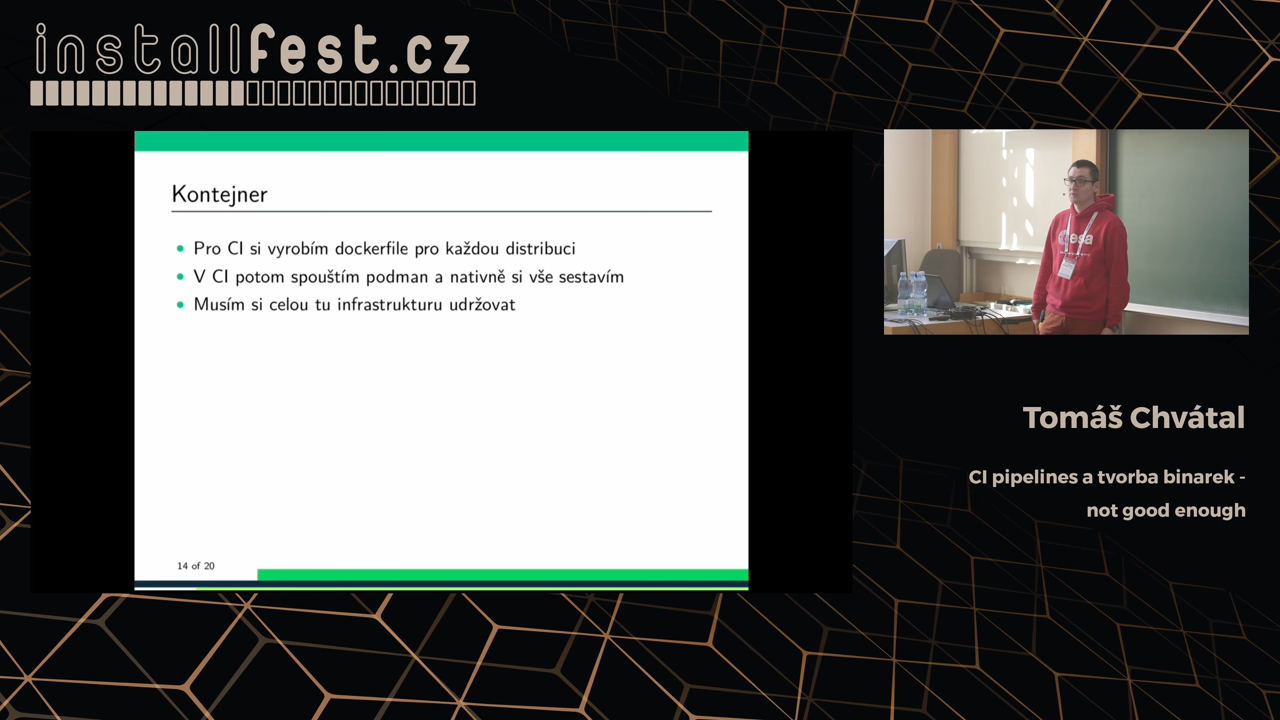 installfest.cz
Kontejner
Pro CI si vyrobím dockerfile pro každou distribuci
V CI potom spouštím podman a nativně si vše sestavím
Musím si celou tu infrastrukturu udržovat
14 of 20
esa
Tomáš Chvátal
CI pipelines a tvorba binarek -
not good enough